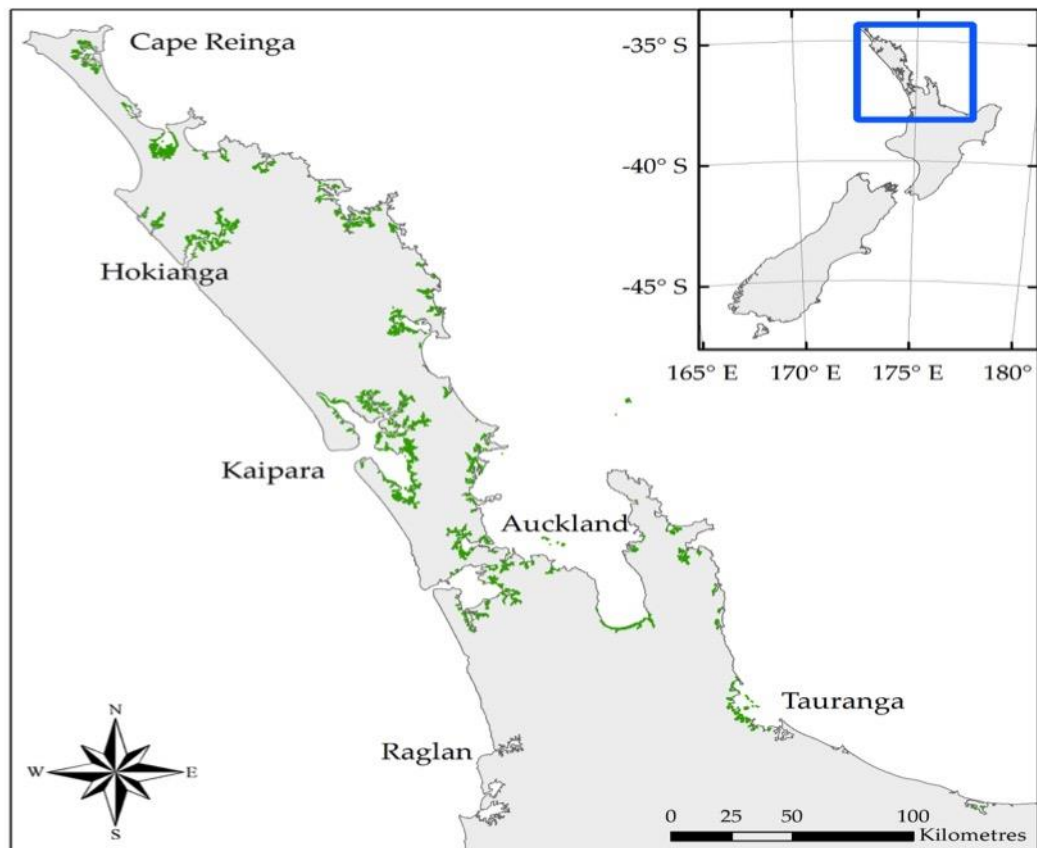 Cape Reinga
Hokianga
Kaipara
Auckland
Tauranga
Raglan
-35° S
-40° S
-45° S
165° E 170° E 175° E 180°
N
W E
S
0 25 50 100
Kilometres